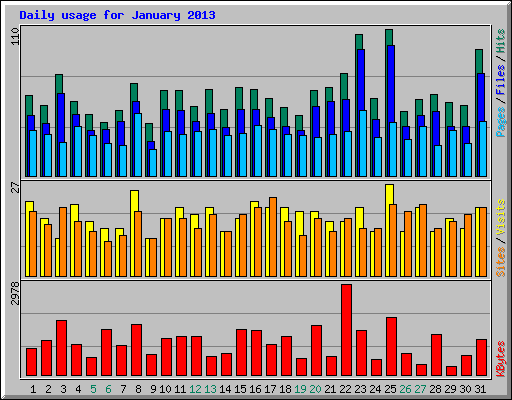 Daily usage for January 2013
110
Pages / Files / Hits
27
Sites / Visits
2978
KBytes
1 2 3 4 5 6 7 8 9 10 11 12 13 14 15 16 17 18 19 20 21 22 23 24 25 26 27 28 29 30 31